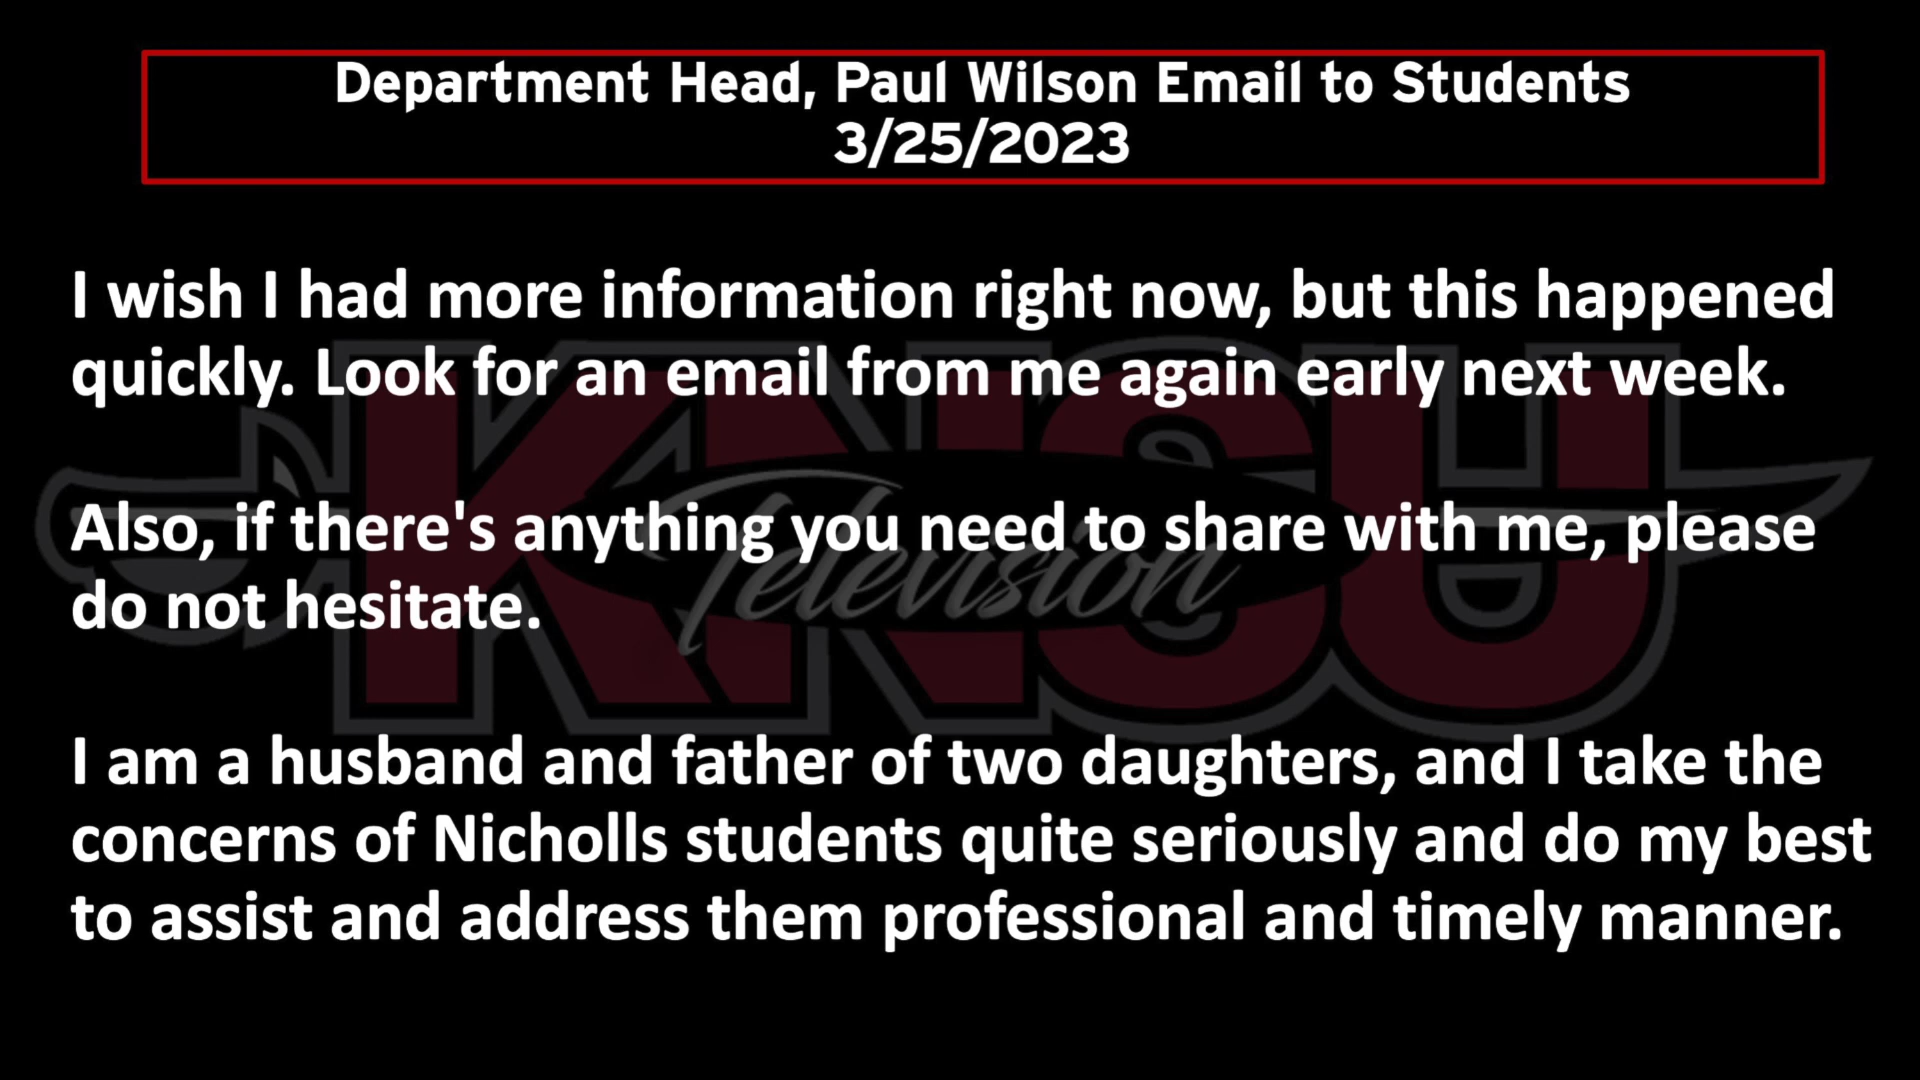 Department Head, Paul Wilson Email to Students
3/25/2023
I wish I had more information right now, but this happened
quickly. Look for an email from me again early next week.
Also, if there's anything you need to share with me, please
do not hesitate.
I am a husband and father of two daughters, and I take the
concerns of Nicholls students quite seriously and do my best
to assist and address them professional and timely manner.
KNSU
Television